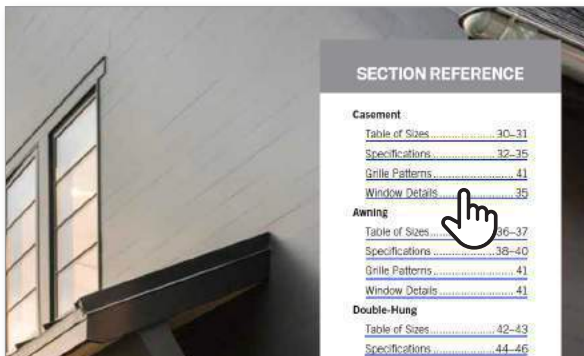 SECTION REFERENCE
Casement
Table of Sizes.....................30–31
Specifications....................32–35
Grille Patterns..........................41
Window Details.........................35
Awning
Table of Sizes.....................36–37
Specifications....................38–40
Grille Patterns..........................41
Window Details.........................41
Double-Hung
Table of Sizes.....................42–43
Specifications....................44–46